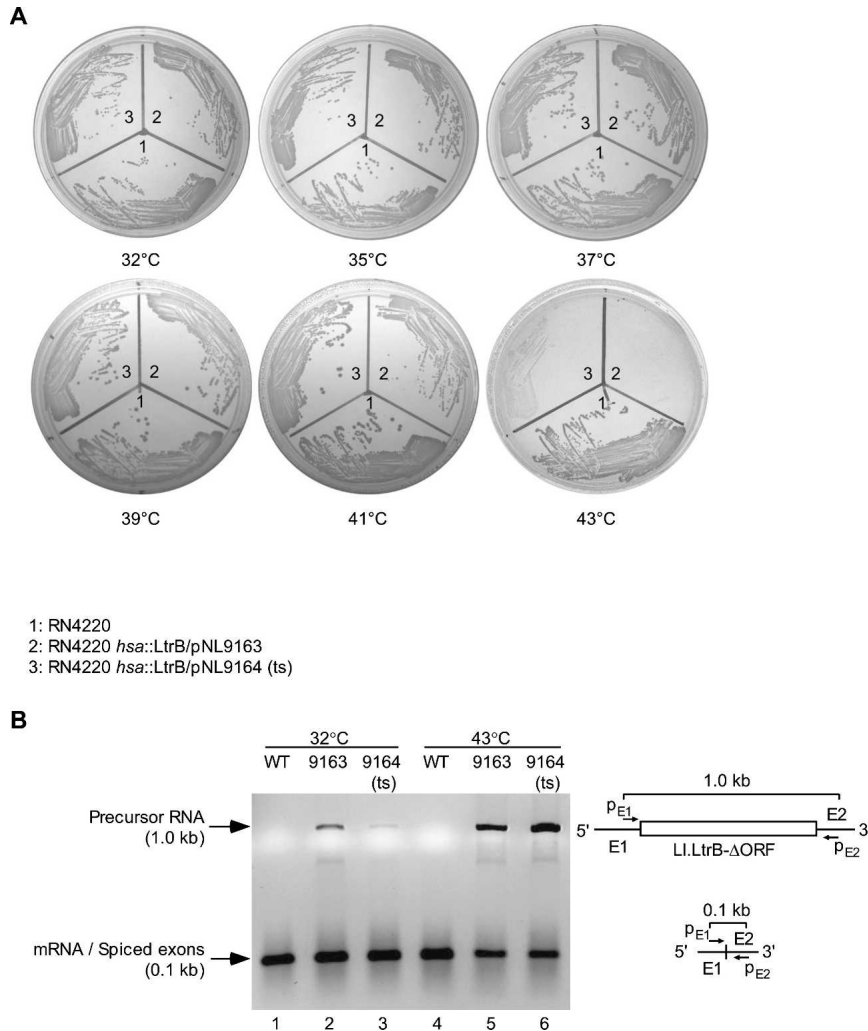 A
3 2
1
32°C
3 2
1
35°C
3 2
1
37°C
3 2
1
39°C
3 2
1
41°C
3 2
1
43°C
1: RN4220
2: RN4220 hsa::LtrB/pNL9163
3: RN4220 hsa::LtrB/pNL9164 (ts)
B
32°C 43°C
WT 9163 9164 (ts) WT 9163 9164 (ts)
Precursor RNA
(1.0 kb)
mRNA / Spiced exons
(0.1 kb)
1 2 3 4 5 6
1.0 kb
pE1 E2
5' 3'
E1 LI.LtrB-ΔORF pE2
0.1 kb
pE1 E2
5' 3'
E1 pE2